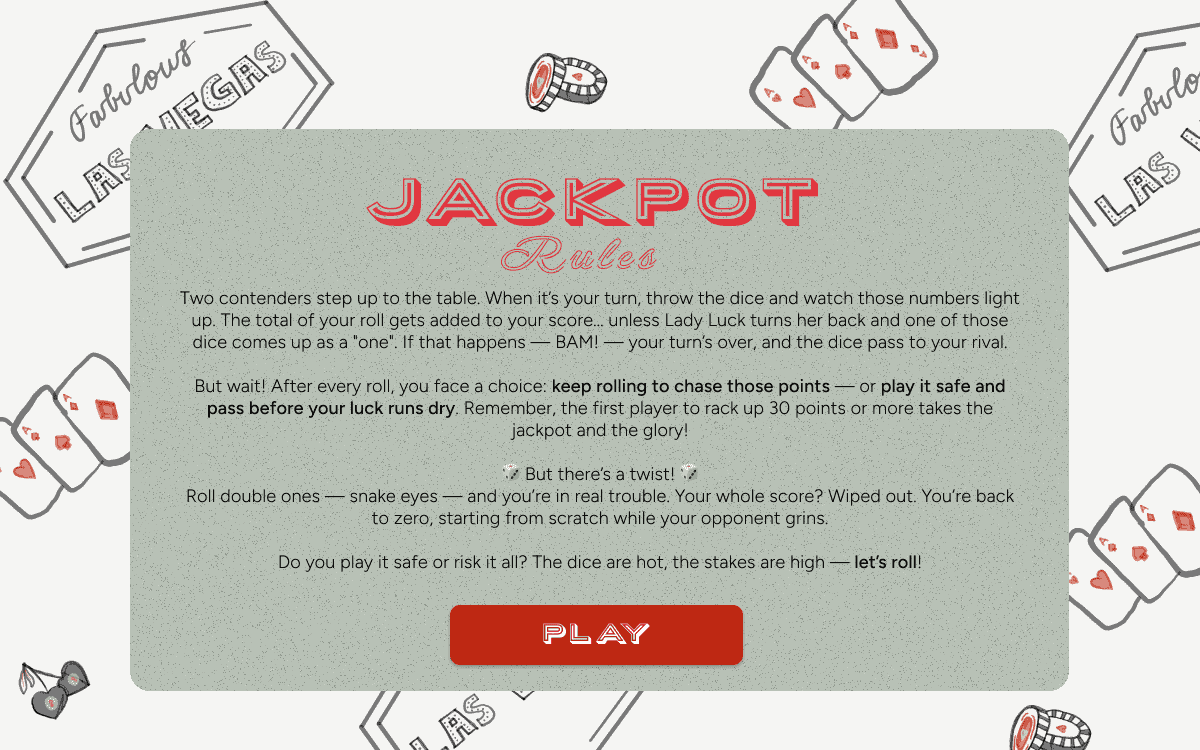 Fabulous
LAS VEGAS
Fabulo
LAS V
JACKPOT
Rules
Two contenders step up to the table. When it’s your turn, throw the dice and watch those numbers light
up. The total of your roll gets added to your score... unless Lady Luck turns her back and one of those
dice comes up as a "one". If that happens — BAM! — your turn’s over, and the dice pass to your rival.
But wait! After every roll, you face a choice: keep rolling to chase those points — or play it safe and
pass before your luck runs dry. Remember, the first player to rack up 30 points or more takes the
jackpot and the glory!
🎲 But there’s a twist! 🎲
Roll double ones — snake eyes — and you’re in real trouble. Your whole score? Wiped out. You’re back
to zero, starting from scratch while your opponent grins.
Do you play it safe or risk it all? The dice are hot, the stakes are high — let’s roll!
PLAY
LAS